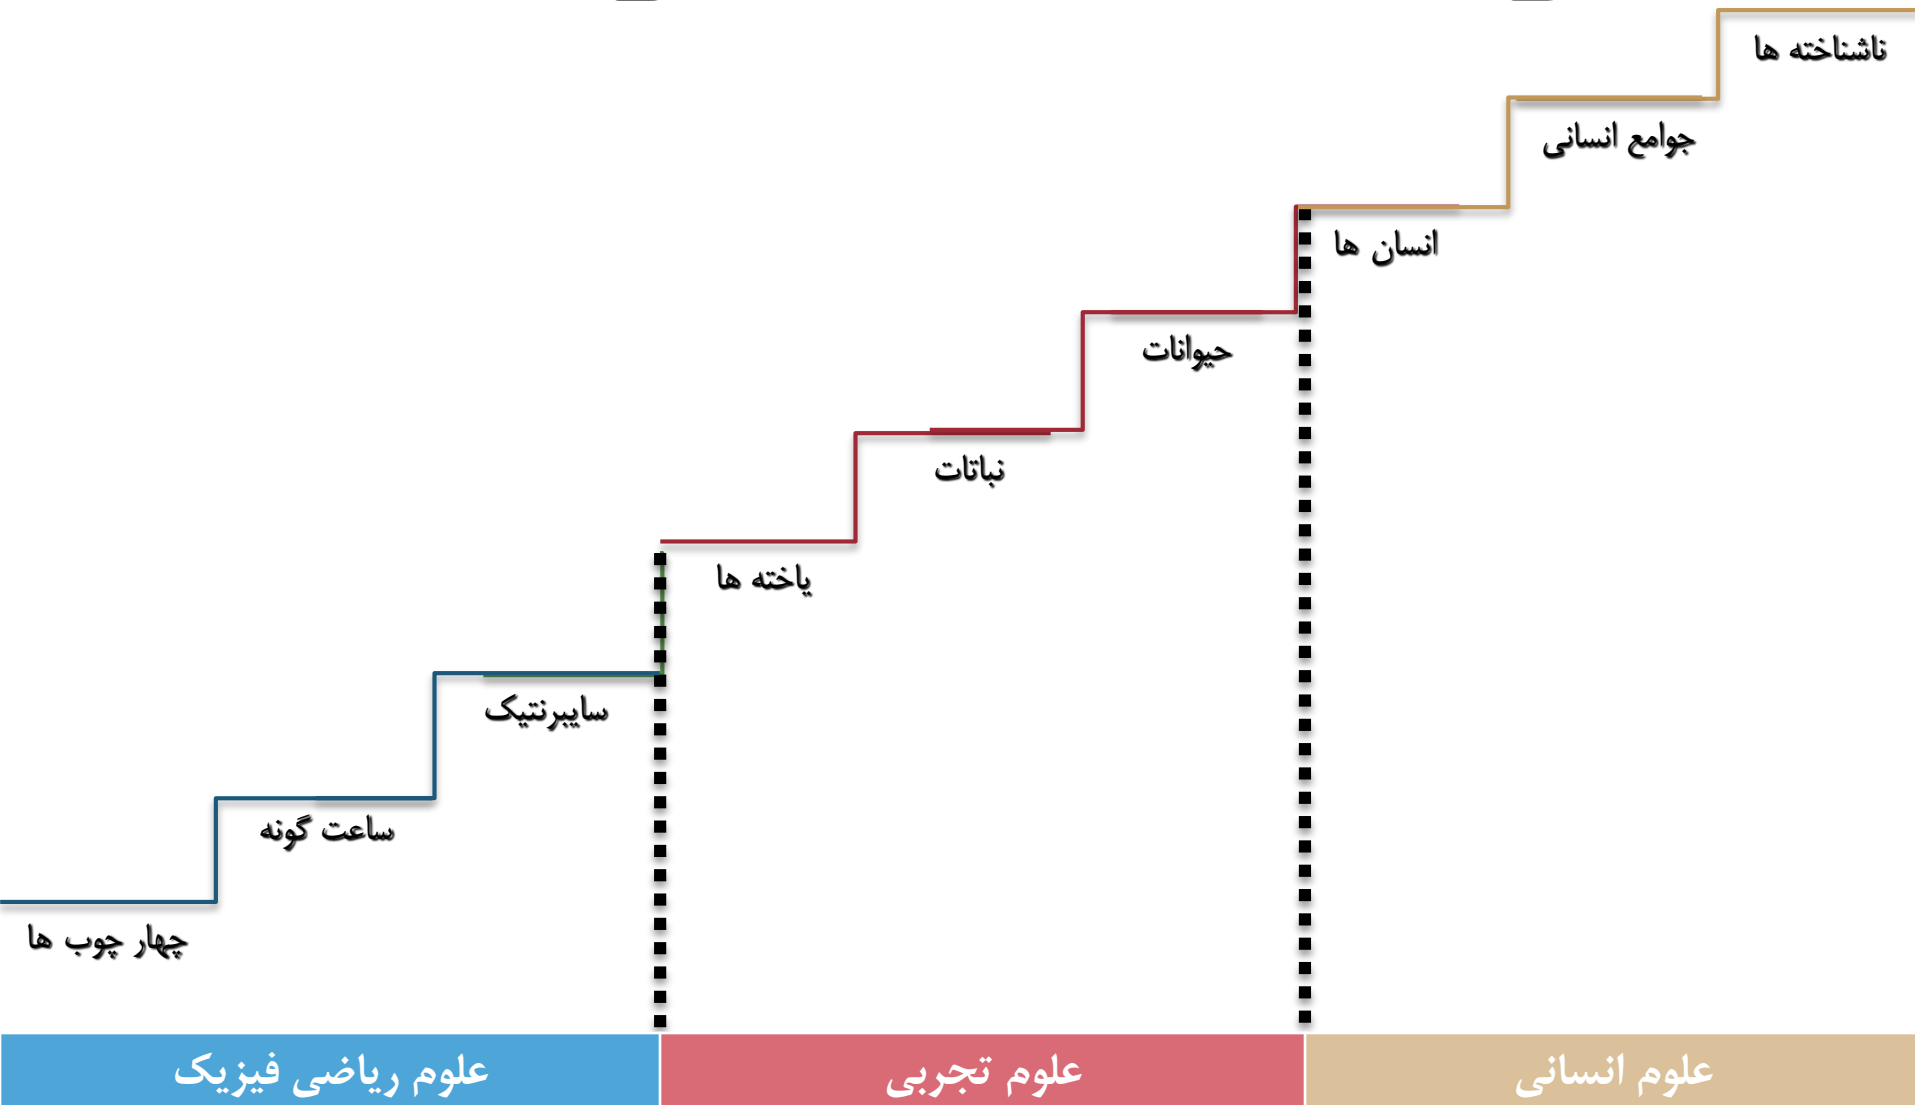 ناشناخته ها
جوامع انسانی
انسان ها
حیوانات
نباتات
یاخته ها
سایبرنتیک
ساعت گونه
چهار چوب ها
علوم انسانی
علوم تجربی
علوم ریاضی فیزیک